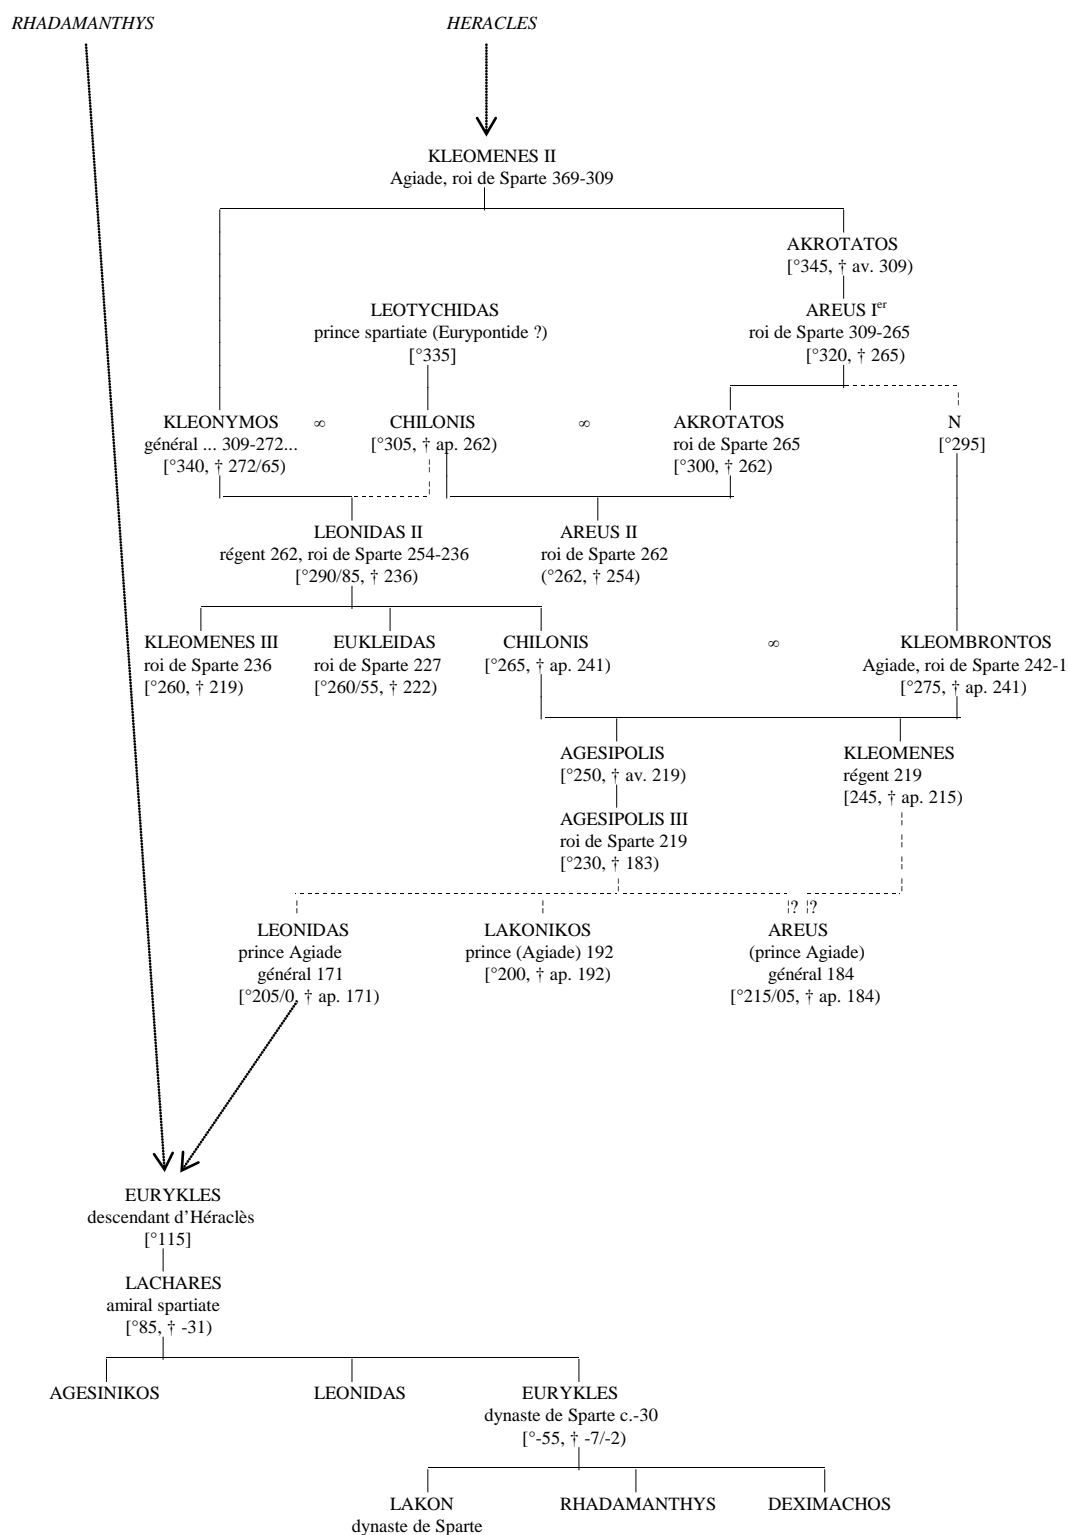 RHADAMANTHYS HERACLES
KLEOMENES II
Agiade, roi de Sparte 369-309
AKROTATOS
[°345, † av. 309)
LEOTYCHIDAS
prince spartiate (Eurypontide ?)
[°335]
AREUS Ier
roi de Sparte 309-265
[°320, † 265)
KLEONYMOS ∞ CHILONIS ∞ AKROTATOS N
général ... 309-272... [°305, † ap. 262) roi de Sparte 265 [°295]
[°340, † 272/65) [°300, † 262)
LEONIDAS II AREUS II
régent 262, roi de Sparte 254-236 roi de Sparte 262
[°290/85, † 236) (°262, † 254)
KLEOMENES III EUKLEIDAS CHILONIS ∞ KLEOMBRONTOS
roi de Sparte 236 roi de Sparte 227 [°265, † ap. 241) Agiade, roi de Sparte 242-1
[°260, † 219) [°260/55, † 222) [°275, † ap. 241)
AGESIPOLIS KLEOMENES
[°250, † av. 219) régent 219
[245, † ap. 215)
AGESIPOLIS III
roi de Sparte 219
[°230, † 183)
? ?
LEONIDAS LAKONIKOS AREUS
prince Agiade prince (Agiade) 192 (prince Agiade)
général 171 [°200, † ap. 192) général 184
[°205/0, † ap. 171) [°215/05, † ap. 184)
EURYKLES
descendant d’Héraclès
[°115]
LACHARES
amiral spartiate
[°85, † -31)
AGESINIKOS LEONIDAS EURYKLES
dynaste de Sparte c.-30
[°-55, † -7/-2)
LAKON RHADAMANTHYS DEXIMACHOS
dynaste de Sparte